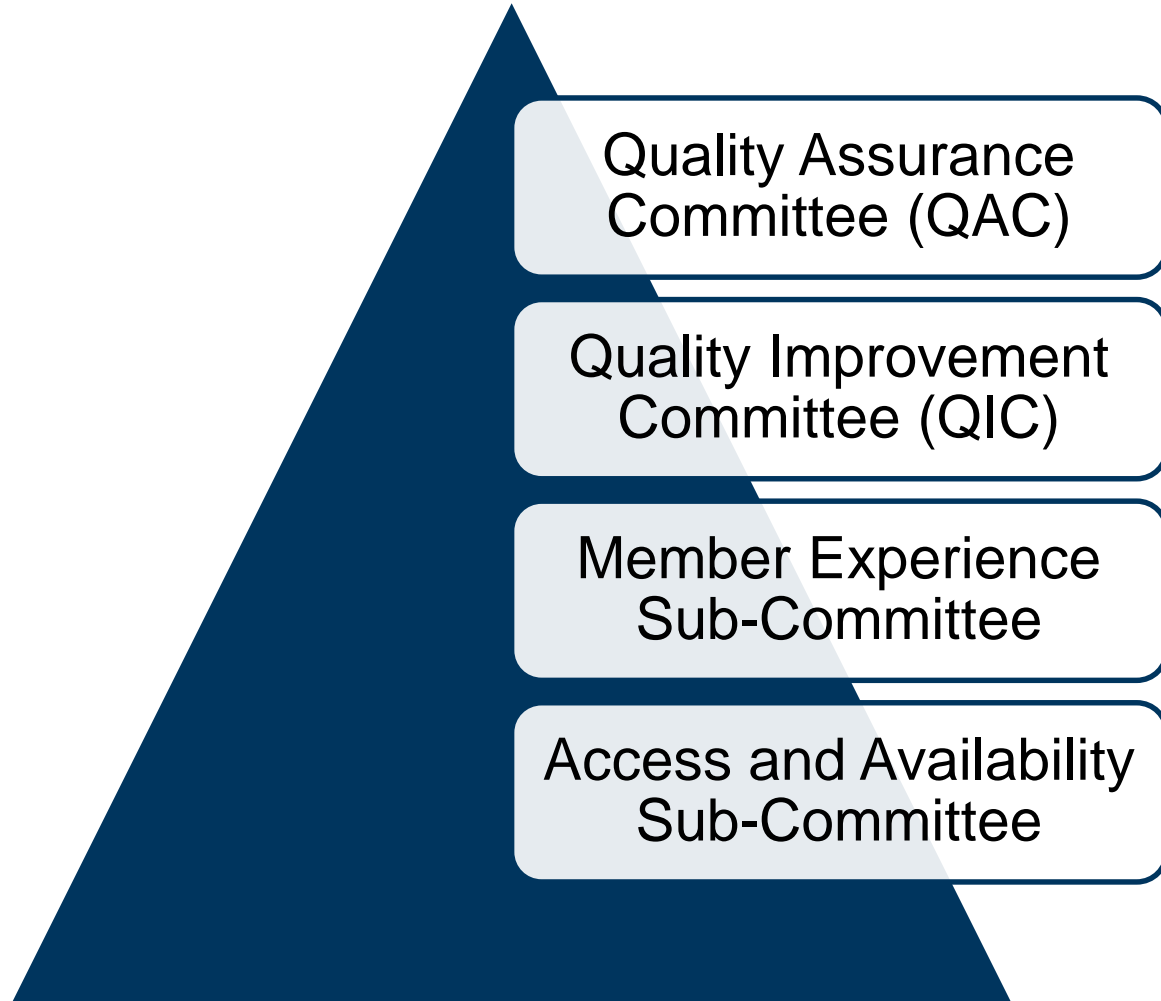 Quality Assurance
Committee (QAC)
Quality Improvement
Committee (QIC)
Member Experience
Sub-Committee
Access and Availability
Sub-Committee